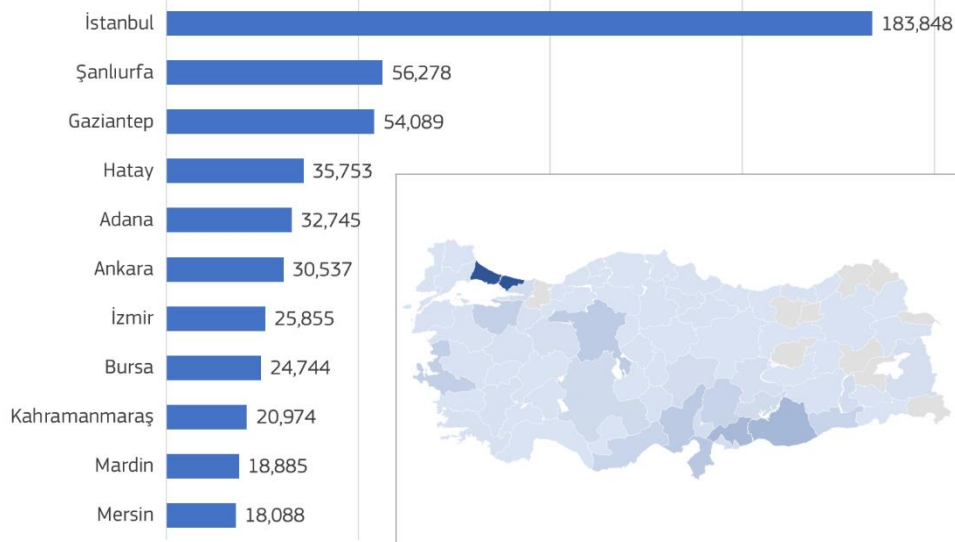 İstanbul 183,848
Şanlıurfa 56,278
Gaziantep 54,089
Hatay 35,753
Adana 32,745
Ankara 30,537
İzmir 25,855
Bursa 24,744
Kahramanmaraş 20,974
Mardin 18,885
Mersin 18,088